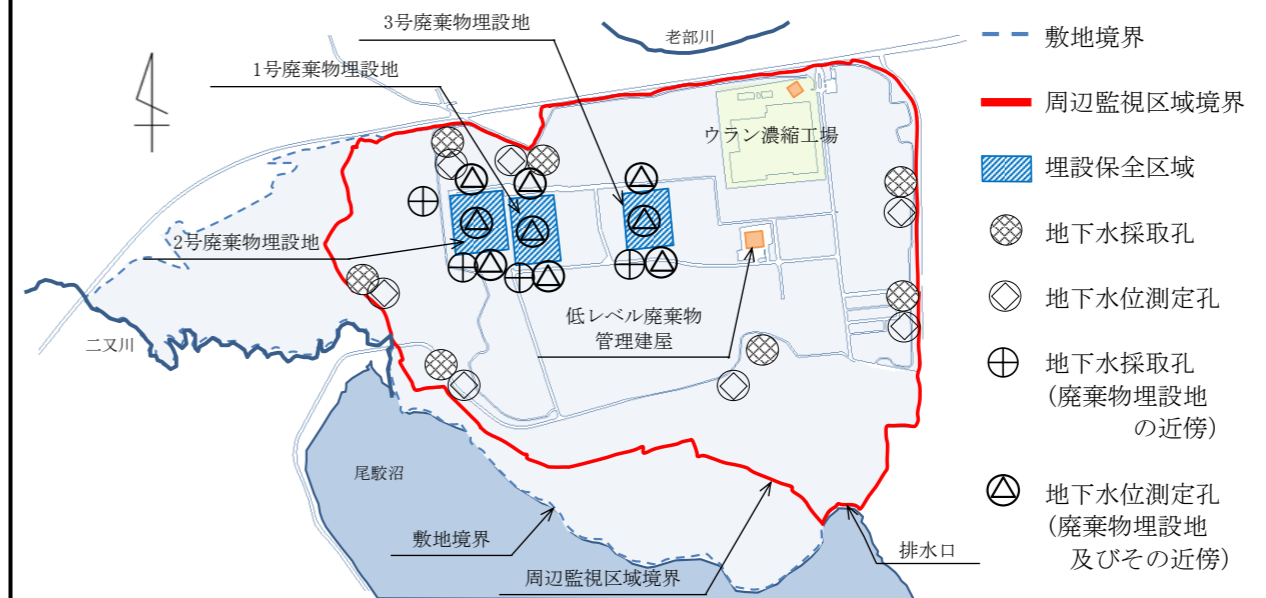 3号廃棄物埋設地
老部川
1号廃棄物埋設地
ウラン濃縮工場
2号廃棄物埋設地
低レベル廃棄物
管理建屋
二又川
尾駮沼
敷地境界
周辺監視区域境界
排水口
敷地境界
周辺監視区域境界
埋設保全区域
地下水採取孔
地下水位測定孔
地下水採取孔
(廃棄物埋設地
の近傍)
地下水位測定孔
(廃棄物埋設地
及びその近傍)